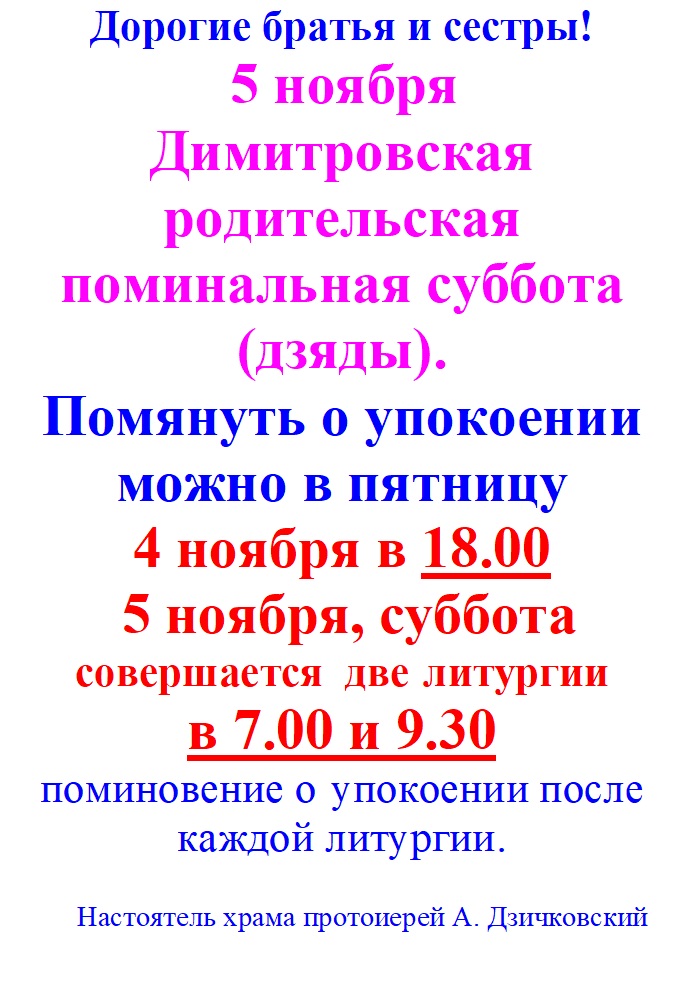 Дорогие братья и сестры!
5 ноября
Димитровская
родительская
поминальная суббота
(дзяды).
Помянуть о упокоении
можно в пятницу
4 ноября в 18.00
5 ноября, суббота
совершается две литургии
в 7.00 и 9.30
поминовение о упокоении после
каждой литургии.
Настоятель храма протоиерей А. Дзичковский